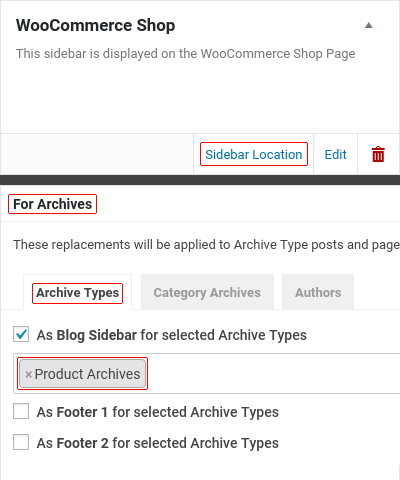 WooCommerce Shop
This sidebar is displayed on the WooCommerce Shop Page
Sidebar Location Edit
For Archives
These replacements will be applied to Archive Type posts and page
Archive Types Category Archives Authors
As Blog Sidebar for selected Archive Types
×Product Archives
As Footer 1 for selected Archive Types
As Footer 2 for selected Archive Types